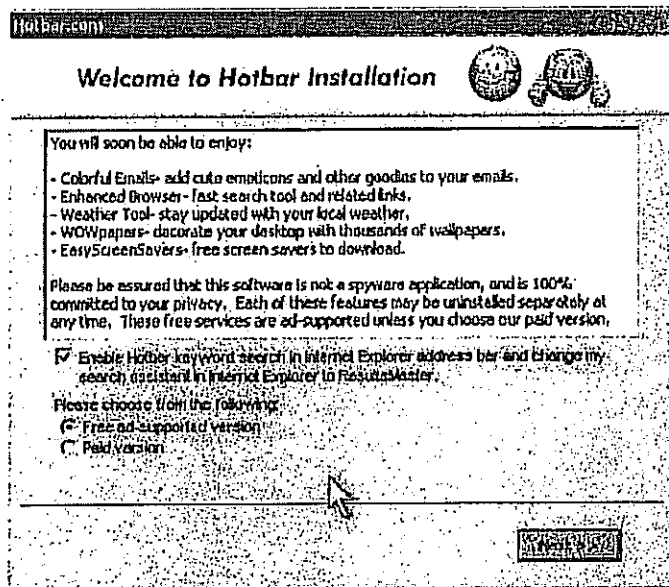 Hotbar.com
Welcome to Hotbar Installation
You will soon be able to enjoy:
- Colorful Emails- add cute emoticons and other goodies to your emails.
- Enhanced Browser- fast search tool and related links.
- Weather Tool- stay updated with your local weather.
- WOWpapers- decorate your desktop with thousands of wallpapers.
- EasyScreenSavers- free screen savers to download.
Please be assured that this software is not a spyware application, and is 100%
committed to your privacy. Each of these features may be uninstalled separately at
any time. These free services are ad-supported unless you choose our paid version.
Enable Hotbar keyword search in Internet Explorer address bar and change my
search assistant in Internet Explorer to ResultsMaster.
Please choose from the following:
Free ad-supported version
Paid version